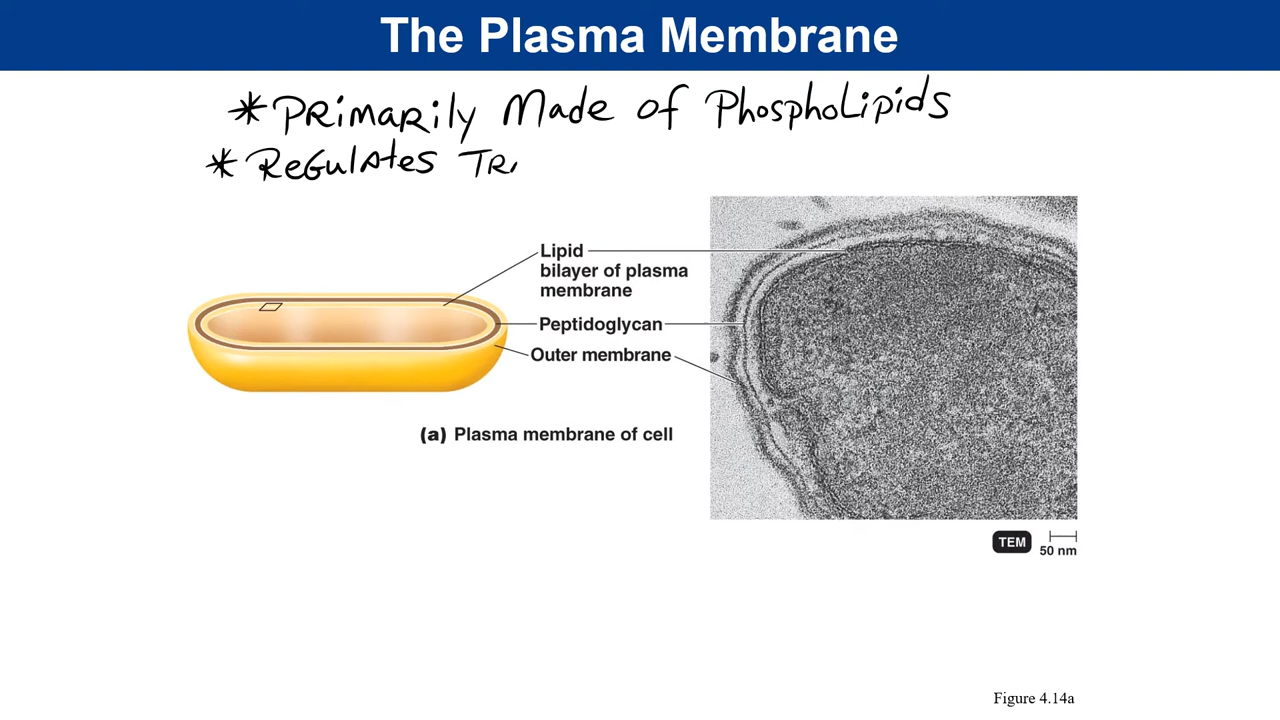 The Plasma Membrane
*Primarily Made of Phospholipids
*Regulates
Lipid
bilayer of plasma
membrane
Peptidoglycan
Outer membrane
(a) Plasma membrane of cell
TEM
50 nm
Figure 4.14a